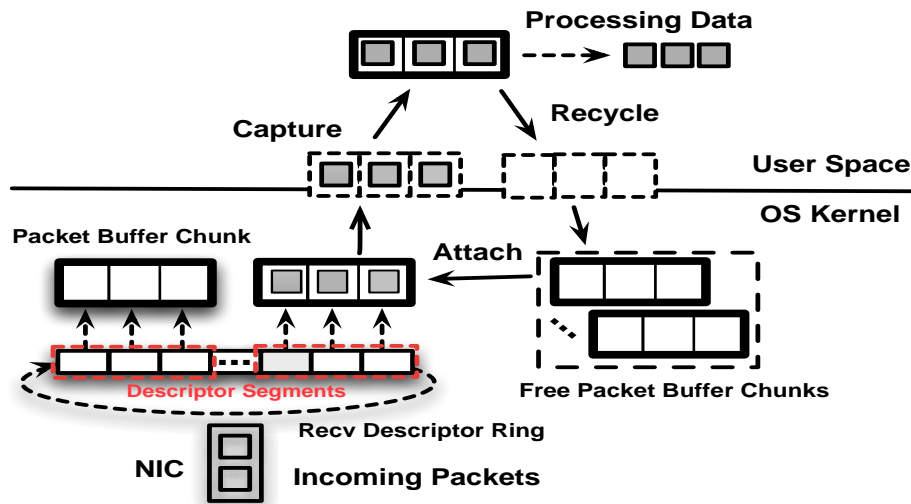 Processing Data
Capture
Recycle
User Space
OS Kernel
Packet Buffer Chunk
Attach
Descriptor Segments
Free Packet Buffer Chunks
Recv Descriptor Ring
NIC
Incoming Packets